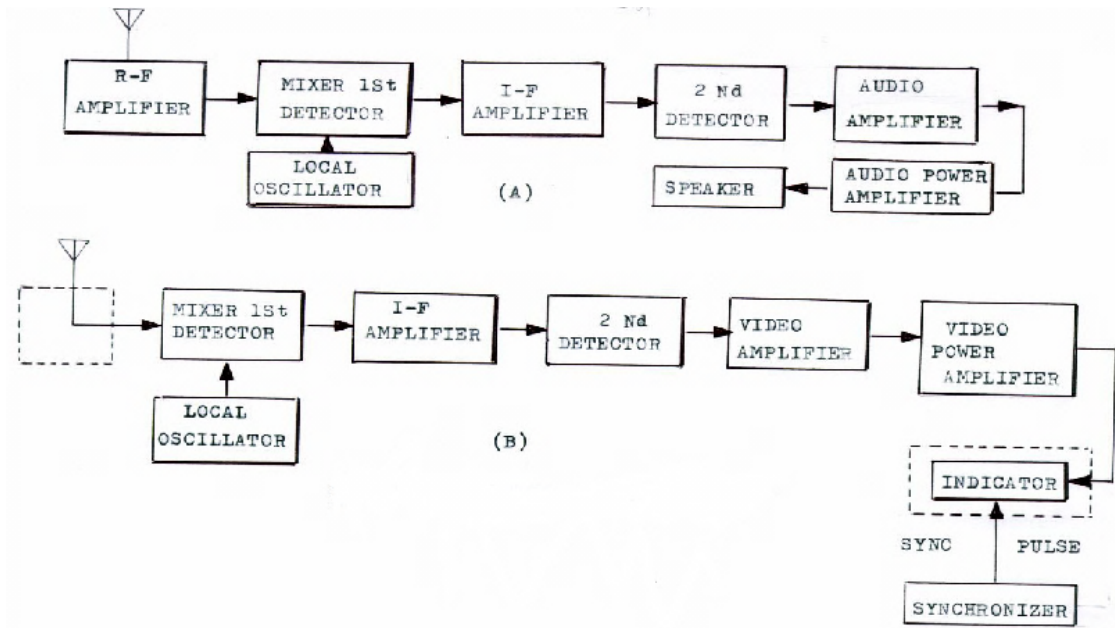 R-F
AMPLIFIER
MIXER 1St
DETECTOR
I-F
AMPLIFIER
2 Nd
DETECTOR
AUDIO
AMPLIFIER
LOCAL
OSCILLATOR
(A)
SPEAKER
AUDIO POWER
AMPLIFIER
MIXER 1St
DETECTOR
I-F
AMPLIFIER
2 Nd
DETECTOR
VIDEO
AMPLIFIER
VIDEO
POWER
AMPLIFIER
LOCAL
OSCILLATOR
(B)
INDICATOR
SYNC PULSE
SYNCHRONIZER